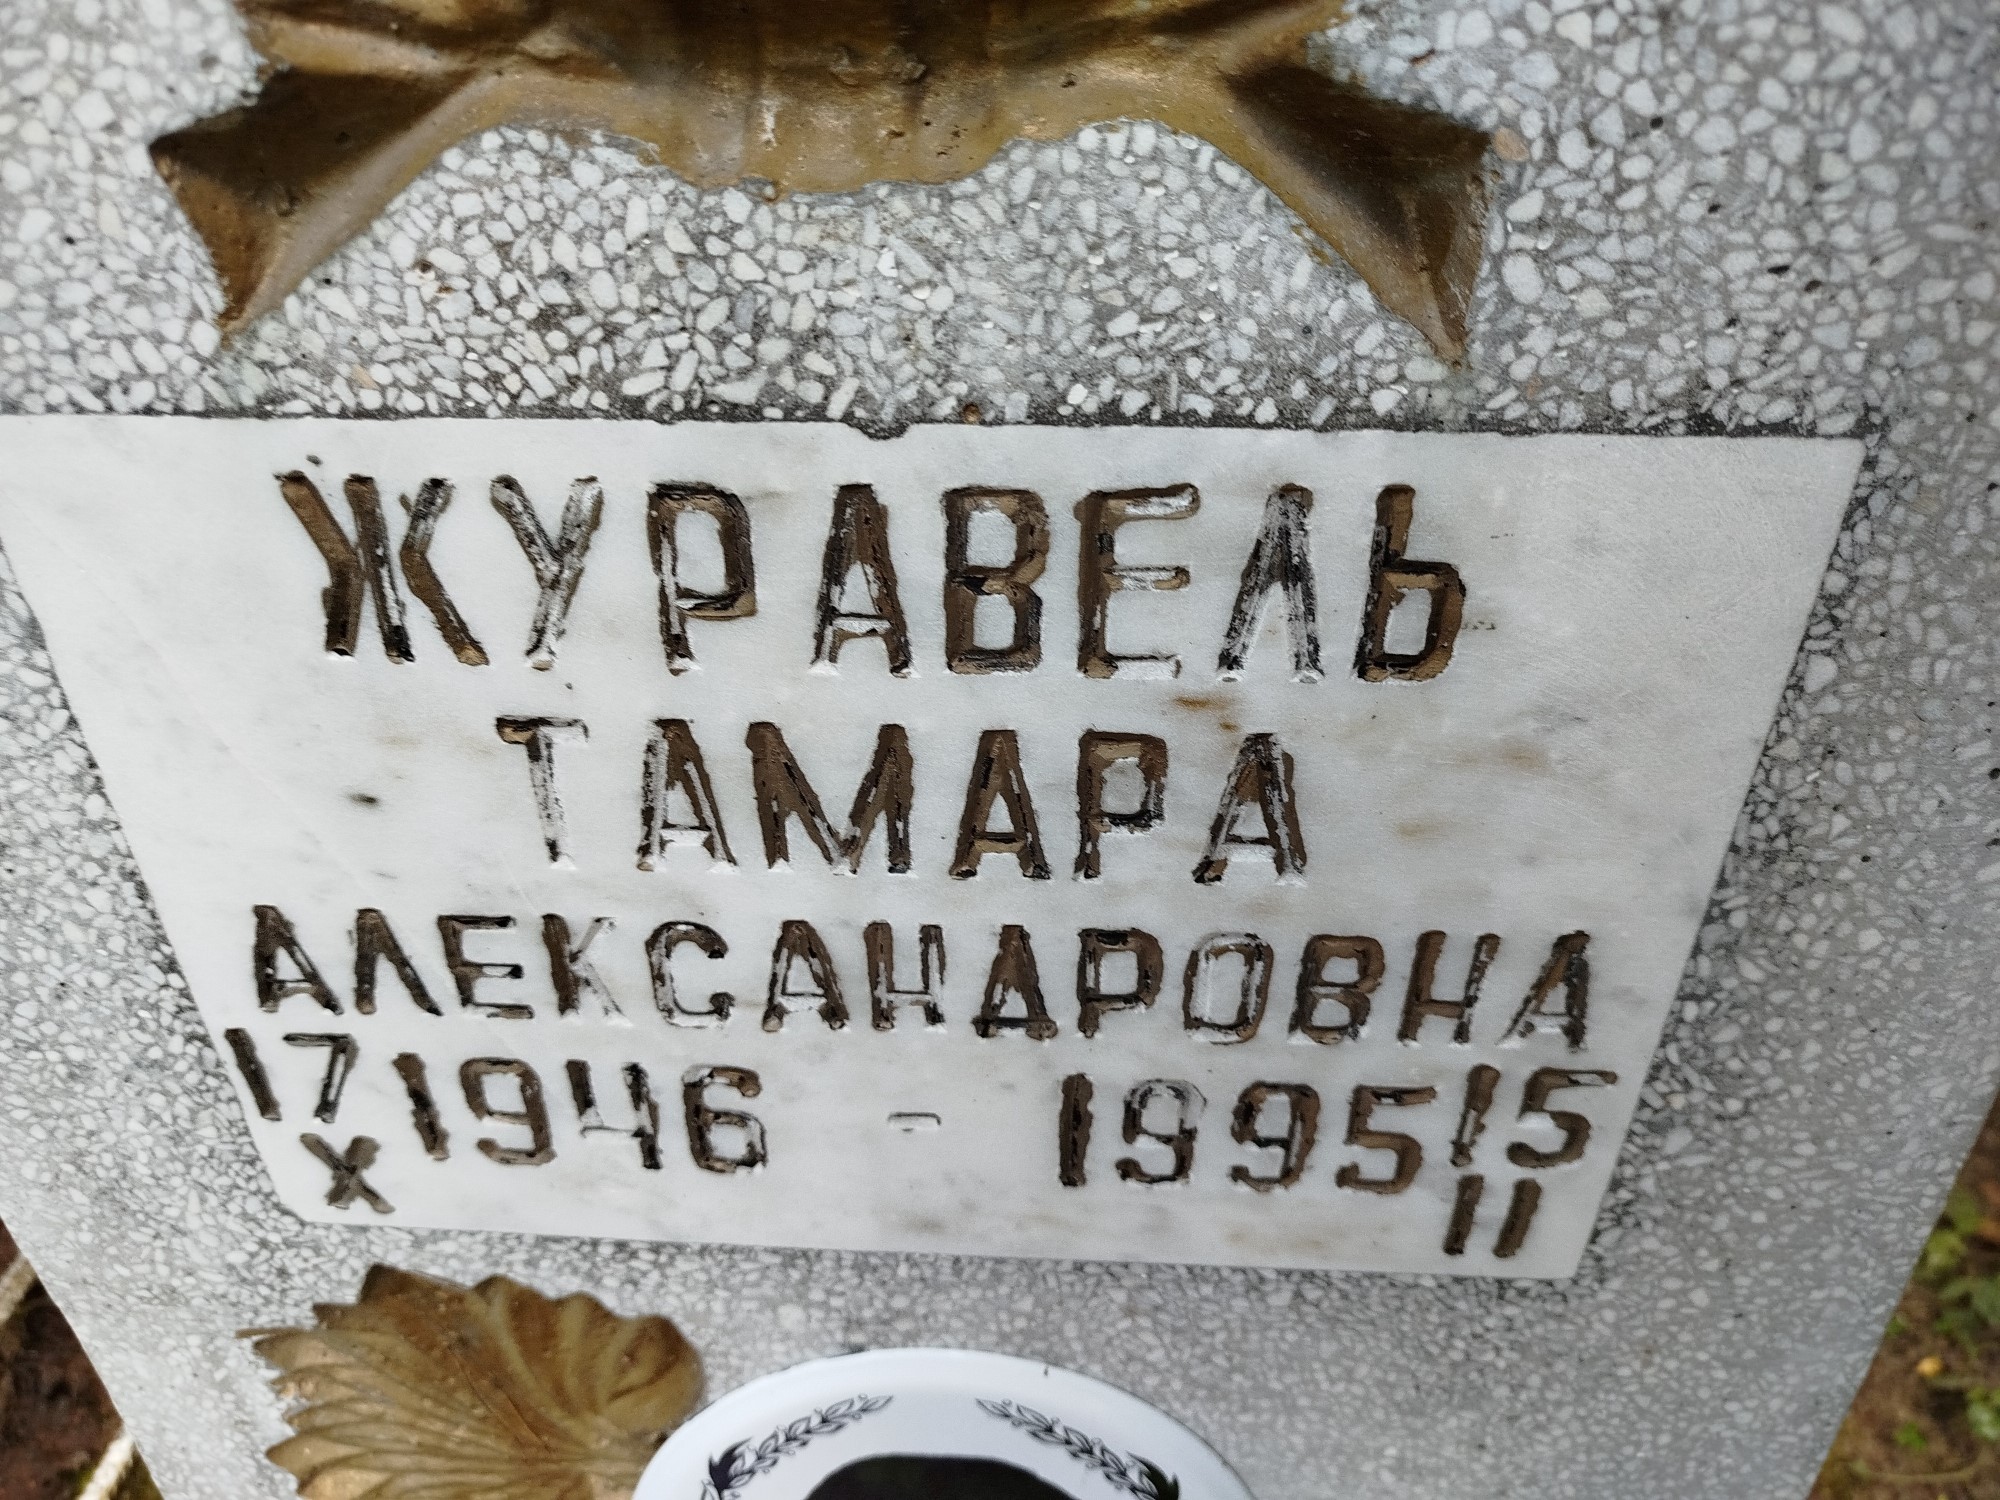 ЖУРАВЕЛЬ
ТАМАРА
АЛЕКСАНДРОВНА
17 X 1946 - 1995 15 II